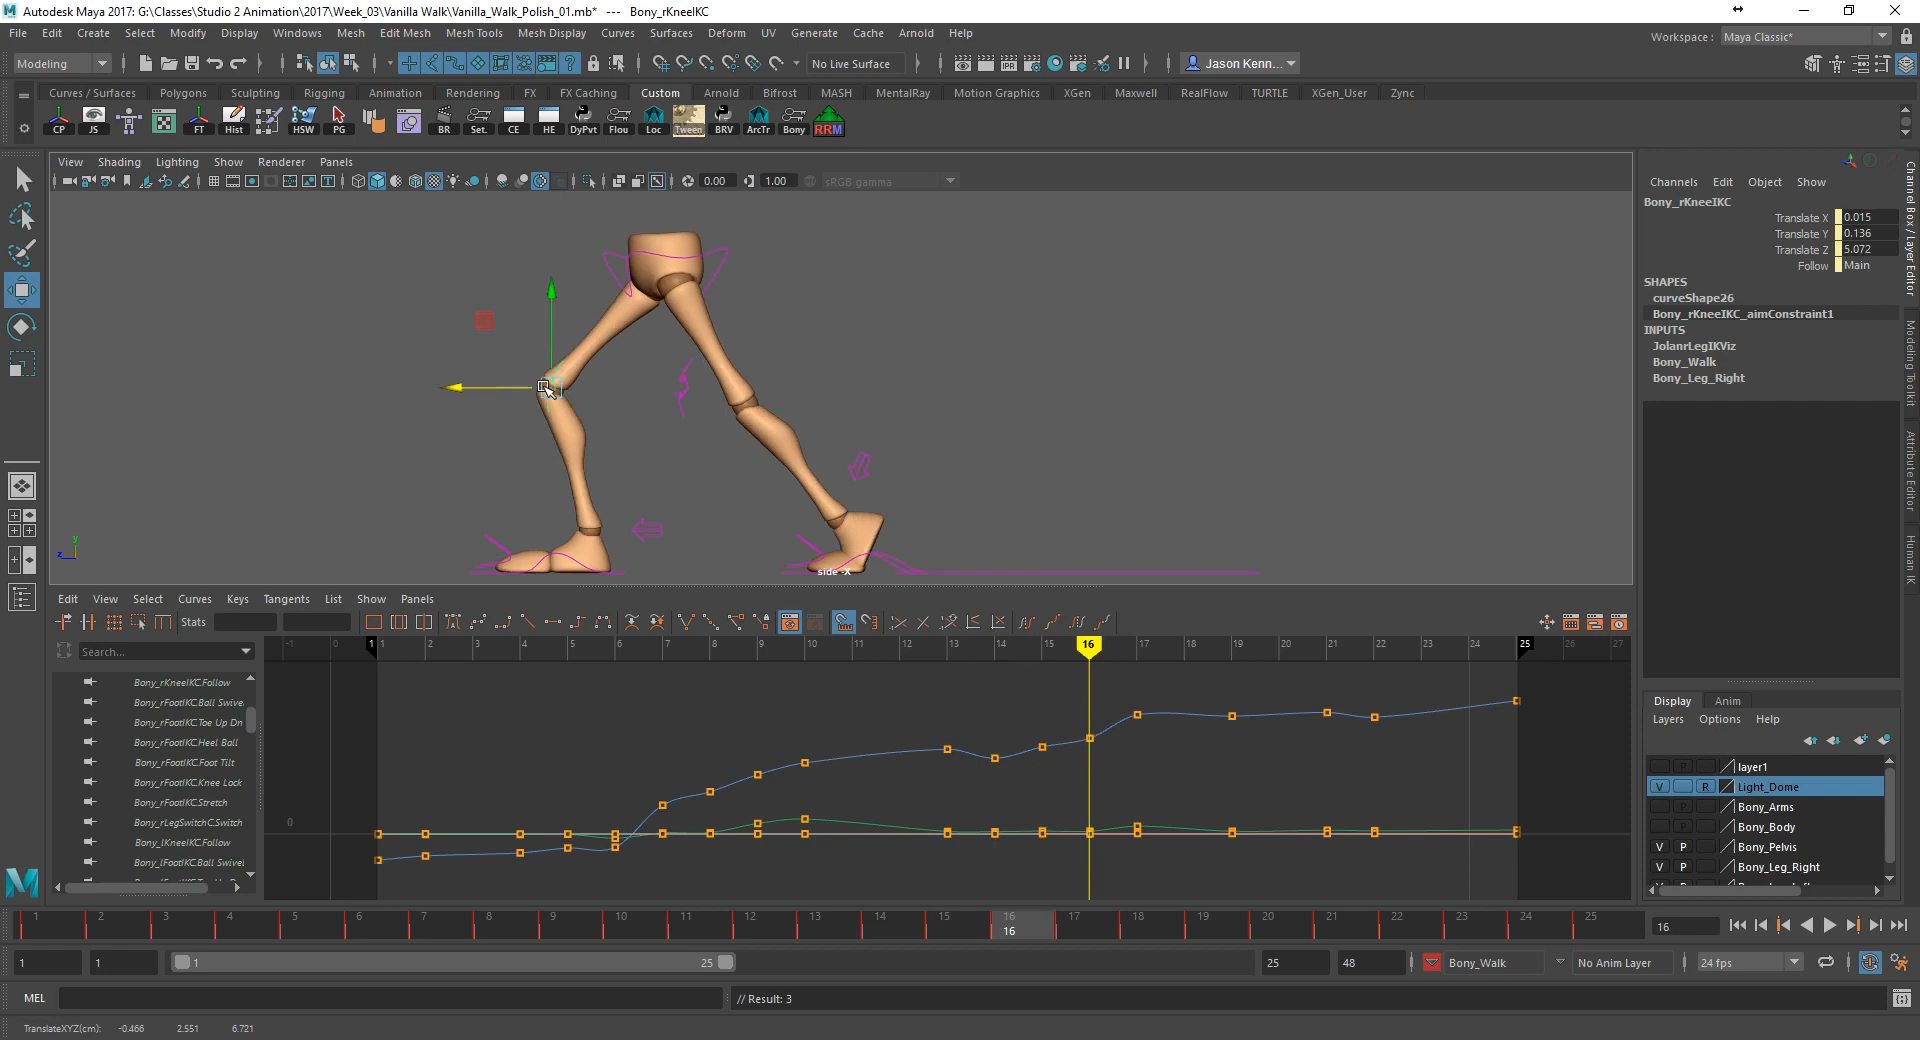 Autodesk Maya 2017: G:\Classes\Studio 2 Animation\2017\Week_03\Vanilla Walk\Vanilla_Walk_Polish_01.mb* --- Bony_rKneeIKC
File Edit Create Select Modify Display Windows Mesh Edit Mesh Mesh Tools Mesh Display Curves Surfaces Deform UV Generate Cache Arnold Help
Workspace : Maya Classic*
Modeling No Live Surface Jason Kenn...
Curves / Surfaces Polygons Sculpting Rigging Animation Rendering FX FX Caching Custom Arnold Bifrost MASH MentalRay Motion Graphics XGen Maxwell RealFlow TURTLE XGen_User Zync
CP JS FT Hist HSW PG BR Set. CE HE DyPvt Flou Loc Tween BRV ArcTr Bony RRM
View Shading Lighting Show Renderer Panels
0.00 1.00 sRGB gamma
side -X
y
z
Channels Edit Object Show
Bony_rKneeIKC
Translate X 0.015
Translate Y 0.136
Translate Z 5.072
Follow Main
SHAPES
curveShape26
Bony_rKneeIKC_aimConstraint1
INPUTS
JolanrLegIKViz
Bony_Walk
Bony_Leg_Right
Channel Box / Layer Editor
Modeling Toolkit
Attribute Editor
Human IK
Edit View Select Curves Keys Tangents List Show Panels
Stats
Search...
-1 0 1 2 3 4 5 6 7 8 9 10 11 12 13 14 15 16 17 18 19 20 21 22 23 24 25 26 27
0
Bony_rKneeIKC.Follow
Bony_rFootIKC.Ball Swive
Bony_rFootIKC.Toe Up Dn
Bony_rFootIKC.Heel Ball
Bony_rFootIKC.Foot Tilt
Bony_rFootIKC.Knee Lock
Bony_rFootIKC.Stretch
Bony_rLegSwitchC.Switch
Bony_lKneeIKC.Follow
Bony_lFootIKC.Ball Swivel
Display Anim
Layers Options Help
P layer1
V R Light_Dome
P Bony_Arms
P Bony_Body
V P Bony_Pelvis
V P Bony_Leg_Right
1 2 3 4 5 6 7 8 9 10 11 12 13 14 15 16 17 18 19 20 21 22 23 24 25
16
16
1 1 1 25 25 48 Bony_Walk No Anim Layer 24 fps
MEL // Result: 3
TranslateXYZ(cm): -0.466 2.551 6.721